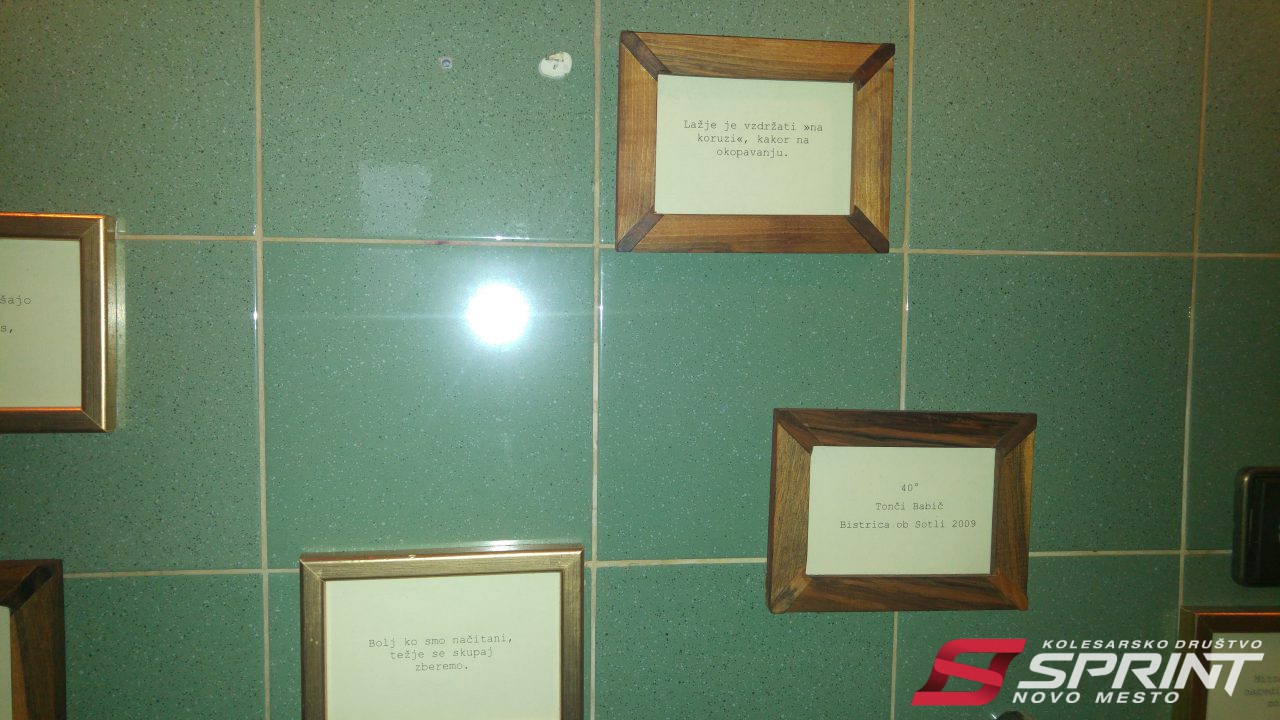 Lažje je vzdržati »na
koruzi«, kakor na
okopavanju.
šajo
s,
40°
Tonči Babič
Bistrica ob Sotli 2009
Bolj ko smo načitani,
težje se skupaj
zberemo.
KOLESARSKO DRUŠTVO
SPRINT
NOVO MESTO